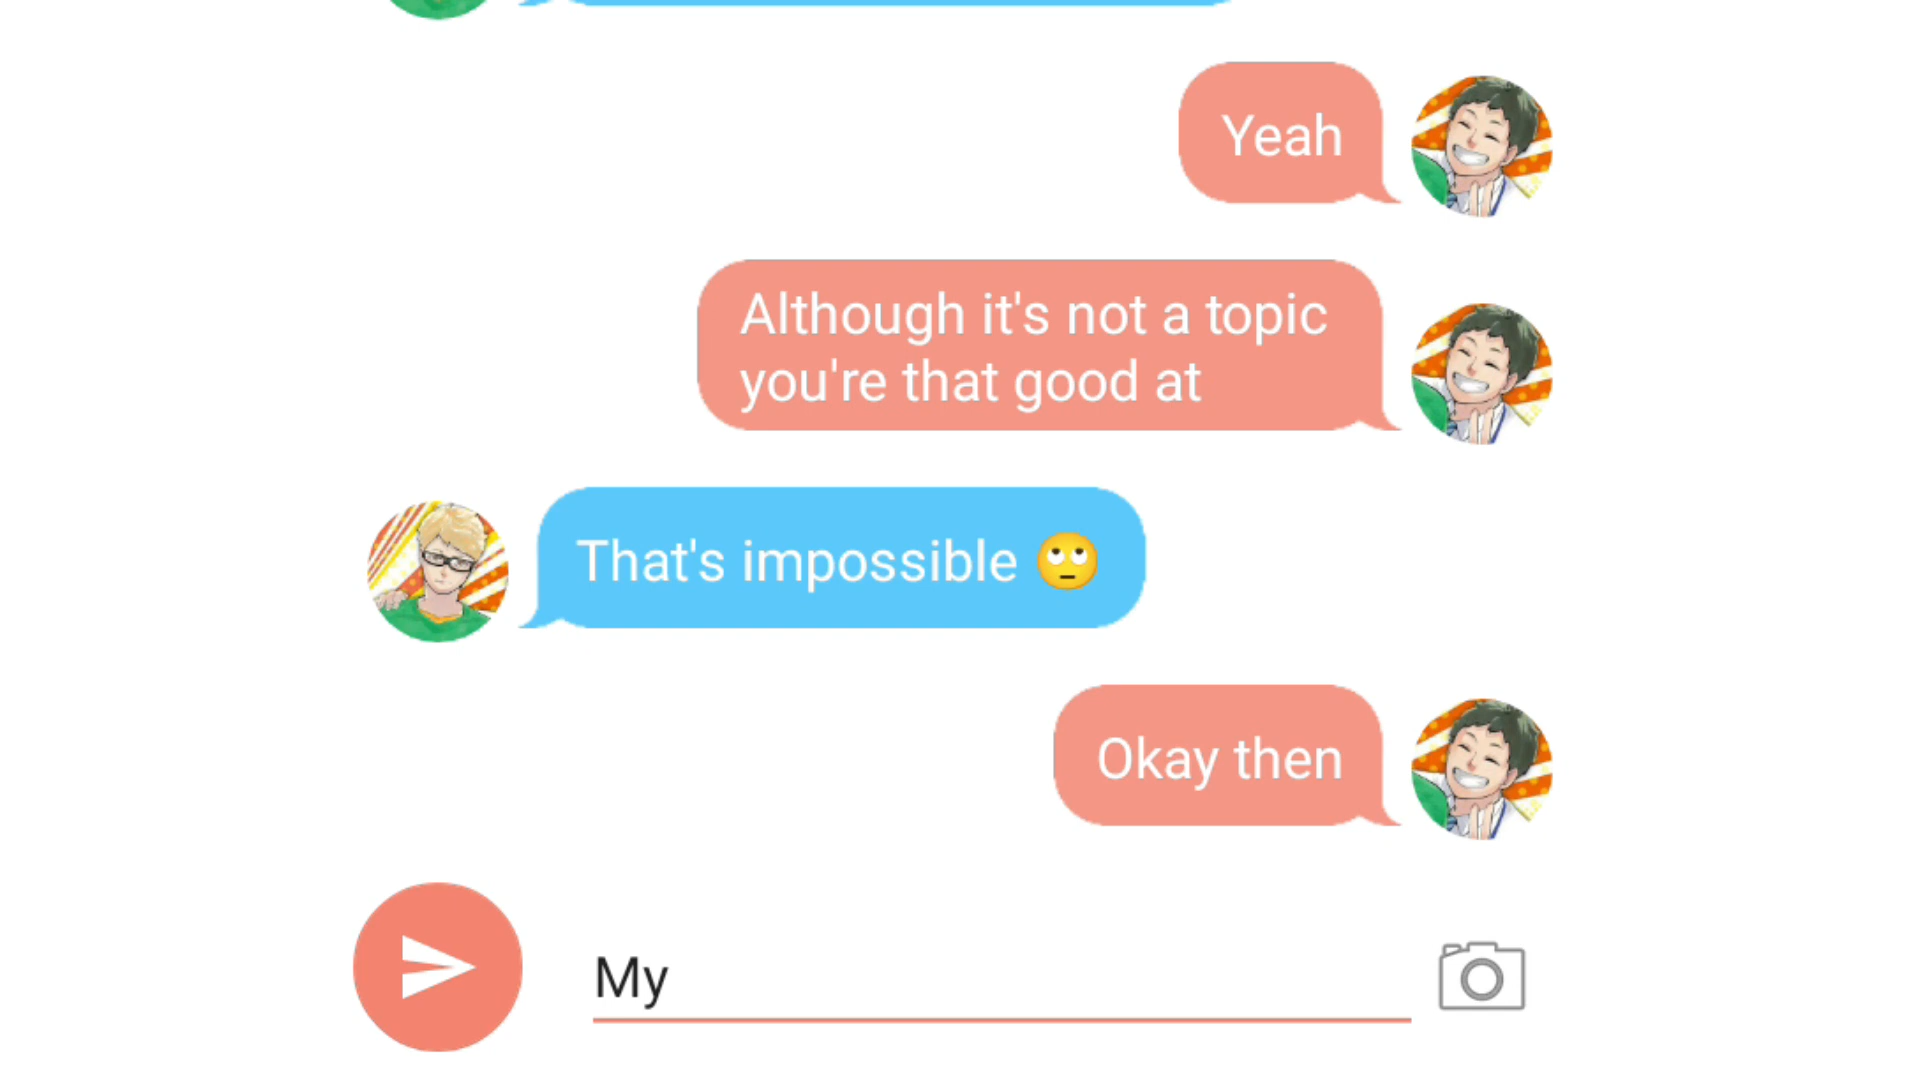 Yeah
Although it's not a topic
you're that good at
That's impossible 🙄
Okay then
My